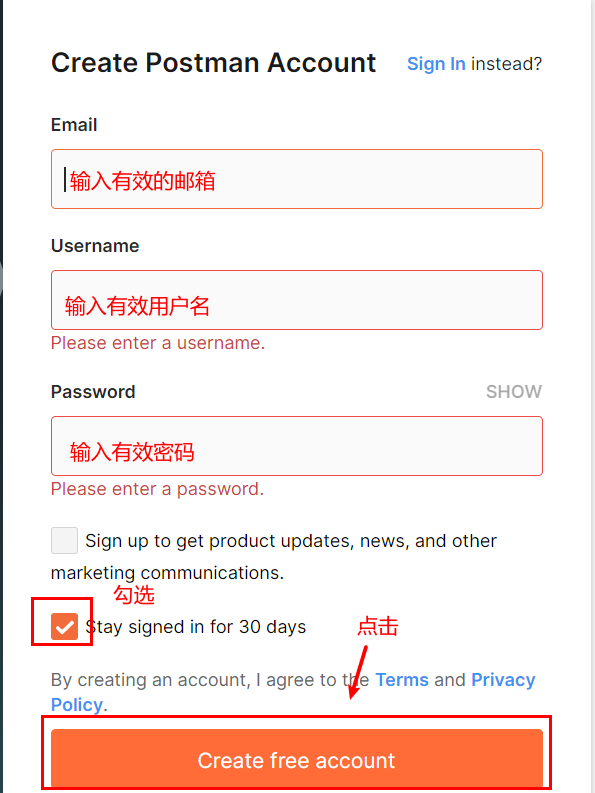 Create Postman Account Sign In instead?
Email
输入有效的邮箱
Username
输入有效用户名
Please enter a username.
Password SHOW
输入有效密码
Please enter a password.
Sign up to get product updates, news, and other
marketing communications.
勾选
Stay signed in for 30 days
点击
By creating an account, I agree to the Terms and Privacy
Policy.
Create free account